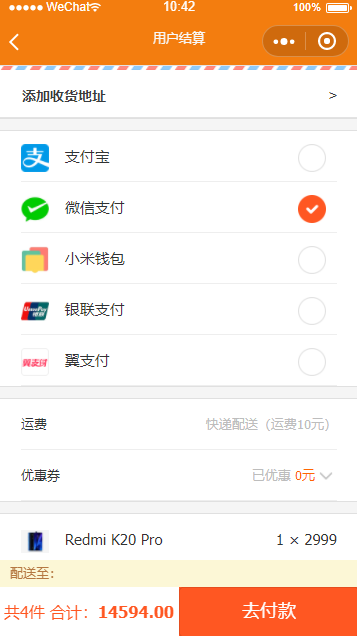 WeChat 10:42 100%
用户结算
添加收货地址 >
支付宝
微信支付
小米钱包
银联支付
翼支付
运费 快递配送（运费10元）
优惠券 已优惠 0元
Redmi K20 Pro 1 × 2999
配送至：
共4件 合计：14594.00 去付款